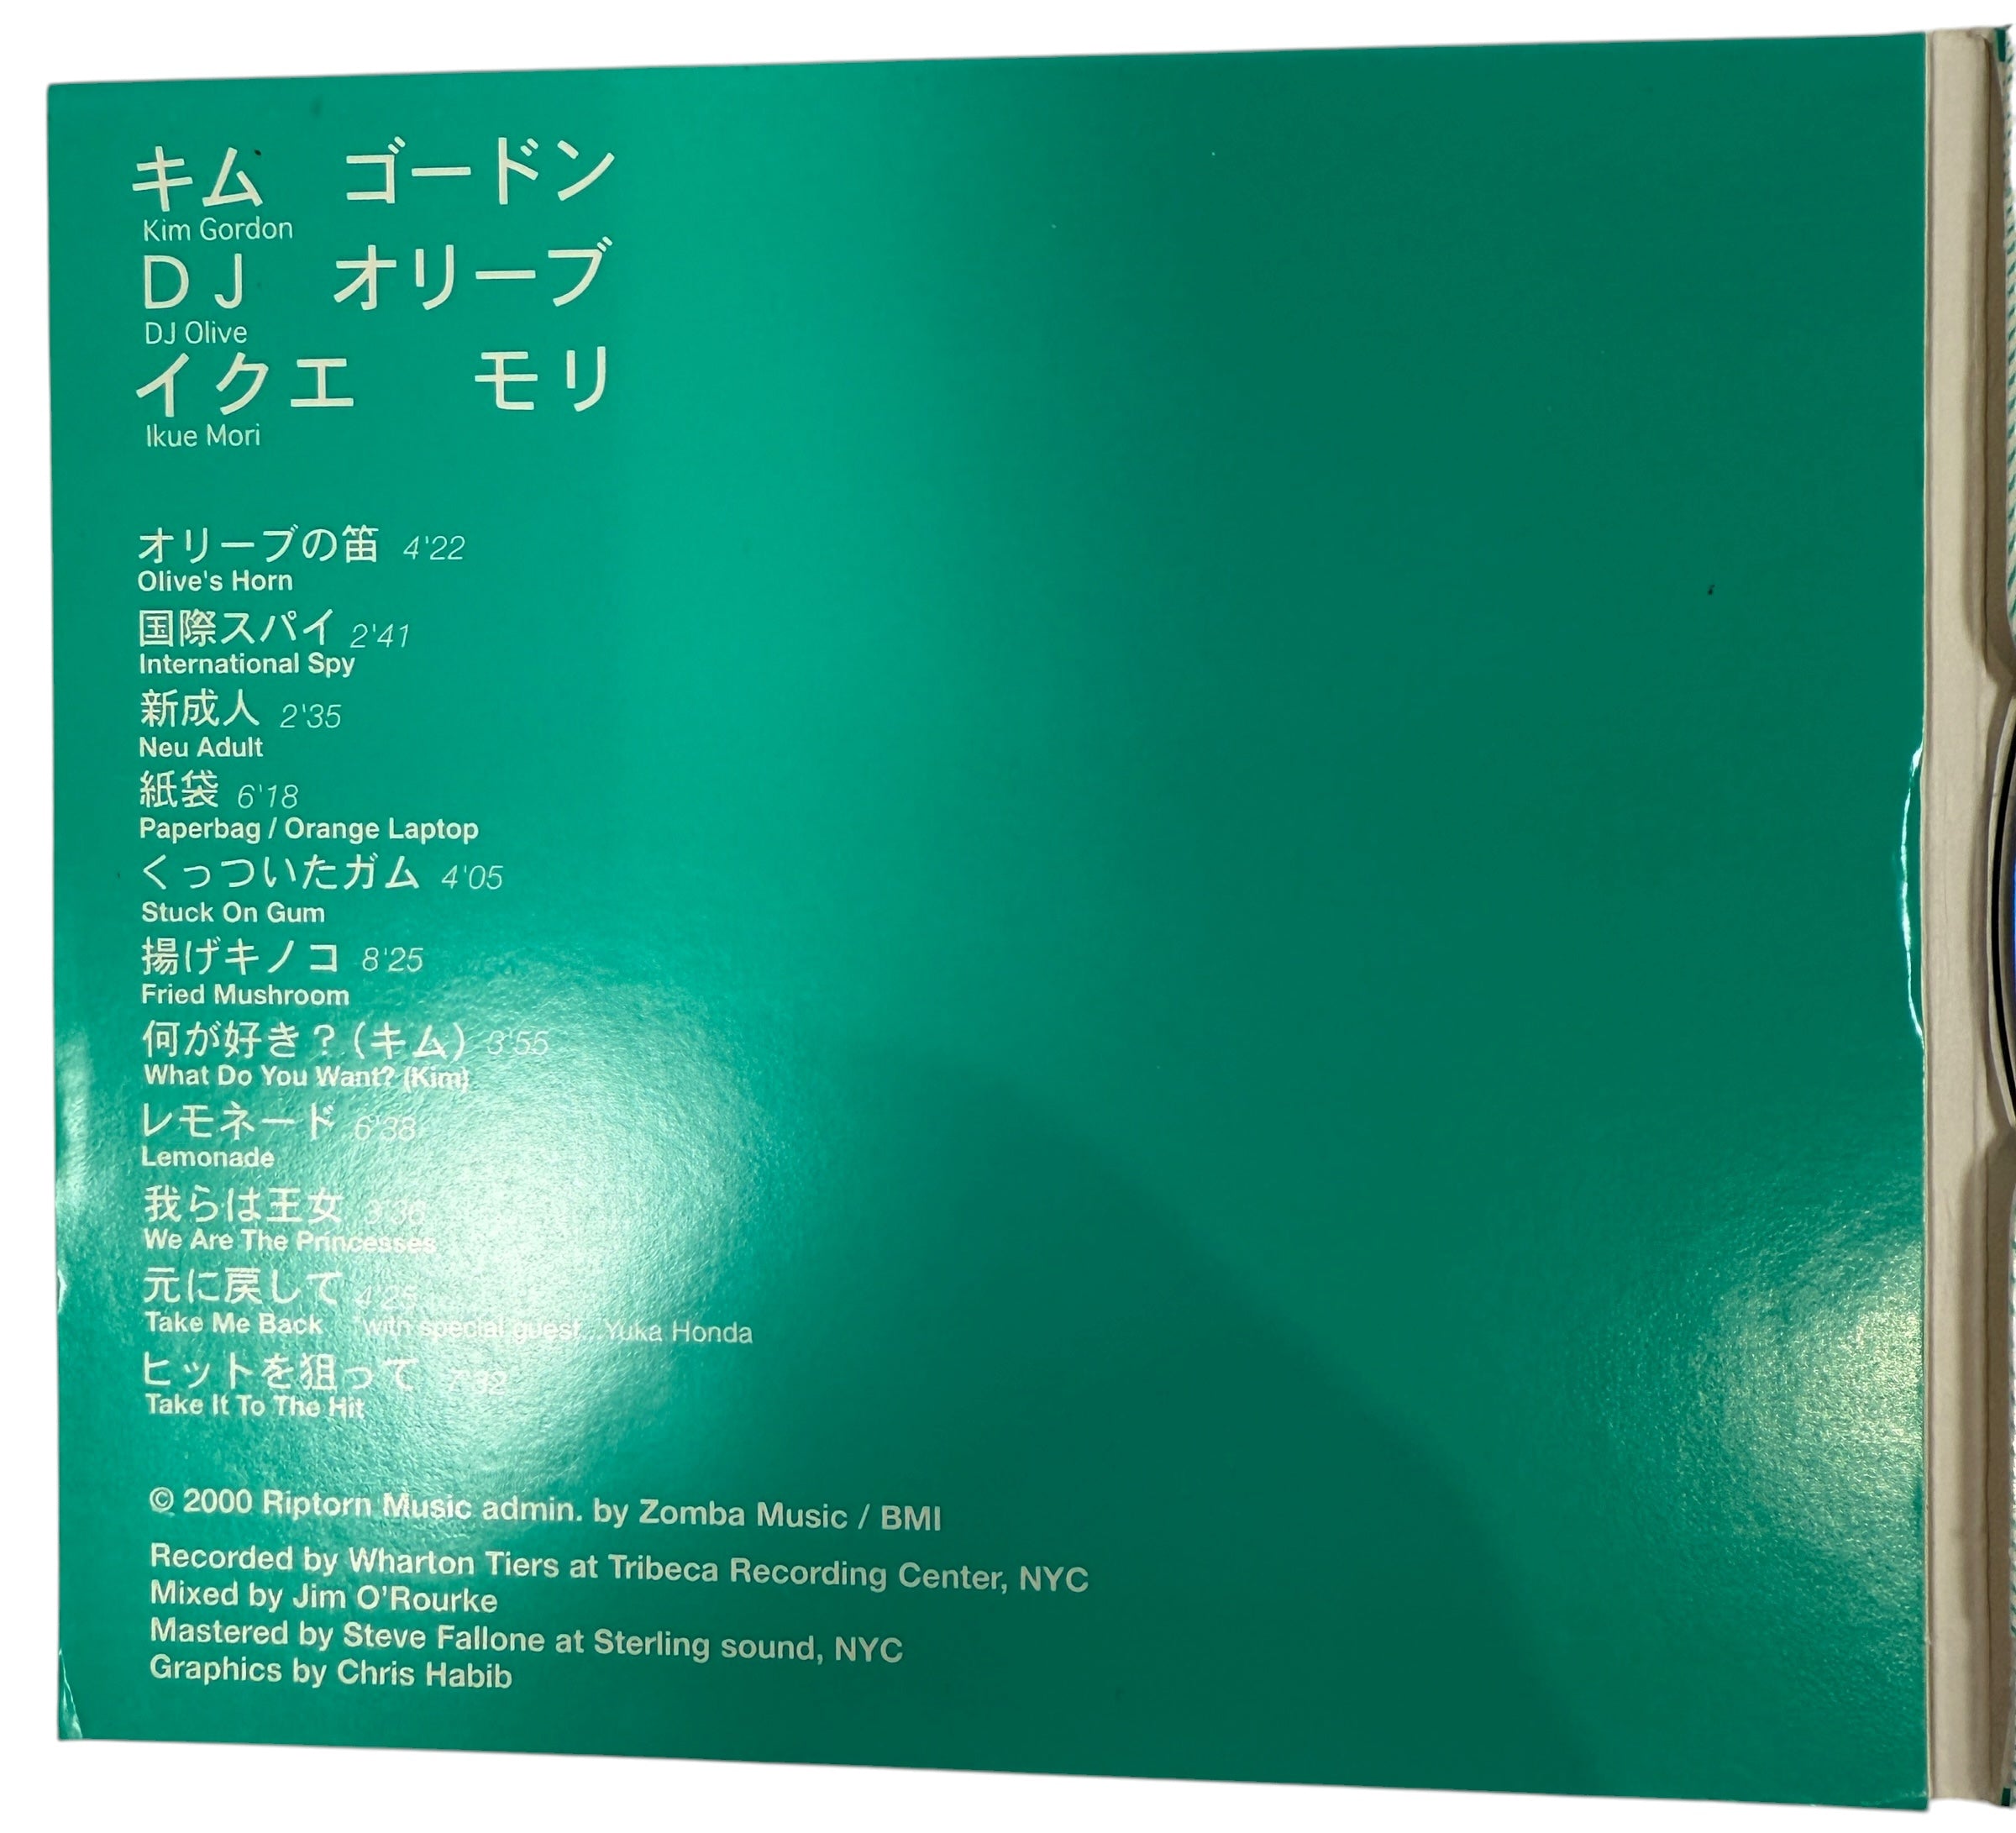 キム　ゴードン
Kim Gordon
ＤＪ　オリーブ
DJ Olive
イクエ　モリ
Ikue Mori
オリーブの笛 4'22
Olive's Horn
国際スパイ 2'41
International Spy
新成人 2'35
Neu Adult
紙袋 6'18
Paperbag / Orange Laptop
くっついたガム 4'05
Stuck On Gum
揚げキノコ 8'25
Fried Mushroom
何が好き？(キム) 3'55
What Do You Want? (Kim)
レモネード 6'38
Lemonade
我らは王女 3'36
We Are The Princesses
元に戻して 4'25
Take Me Back with special guest...Yuka Honda
ヒットを狙って
Take It To The Hit
© 2000 Riptorn Music admin. by Zomba Music / BMI
Recorded by Wharton Tiers at Tribeca Recording Center, NYC
Mixed by Jim O'Rourke
Mastered by Steve Fallone at Sterling sound, NYC
Graphics by Chris Habib